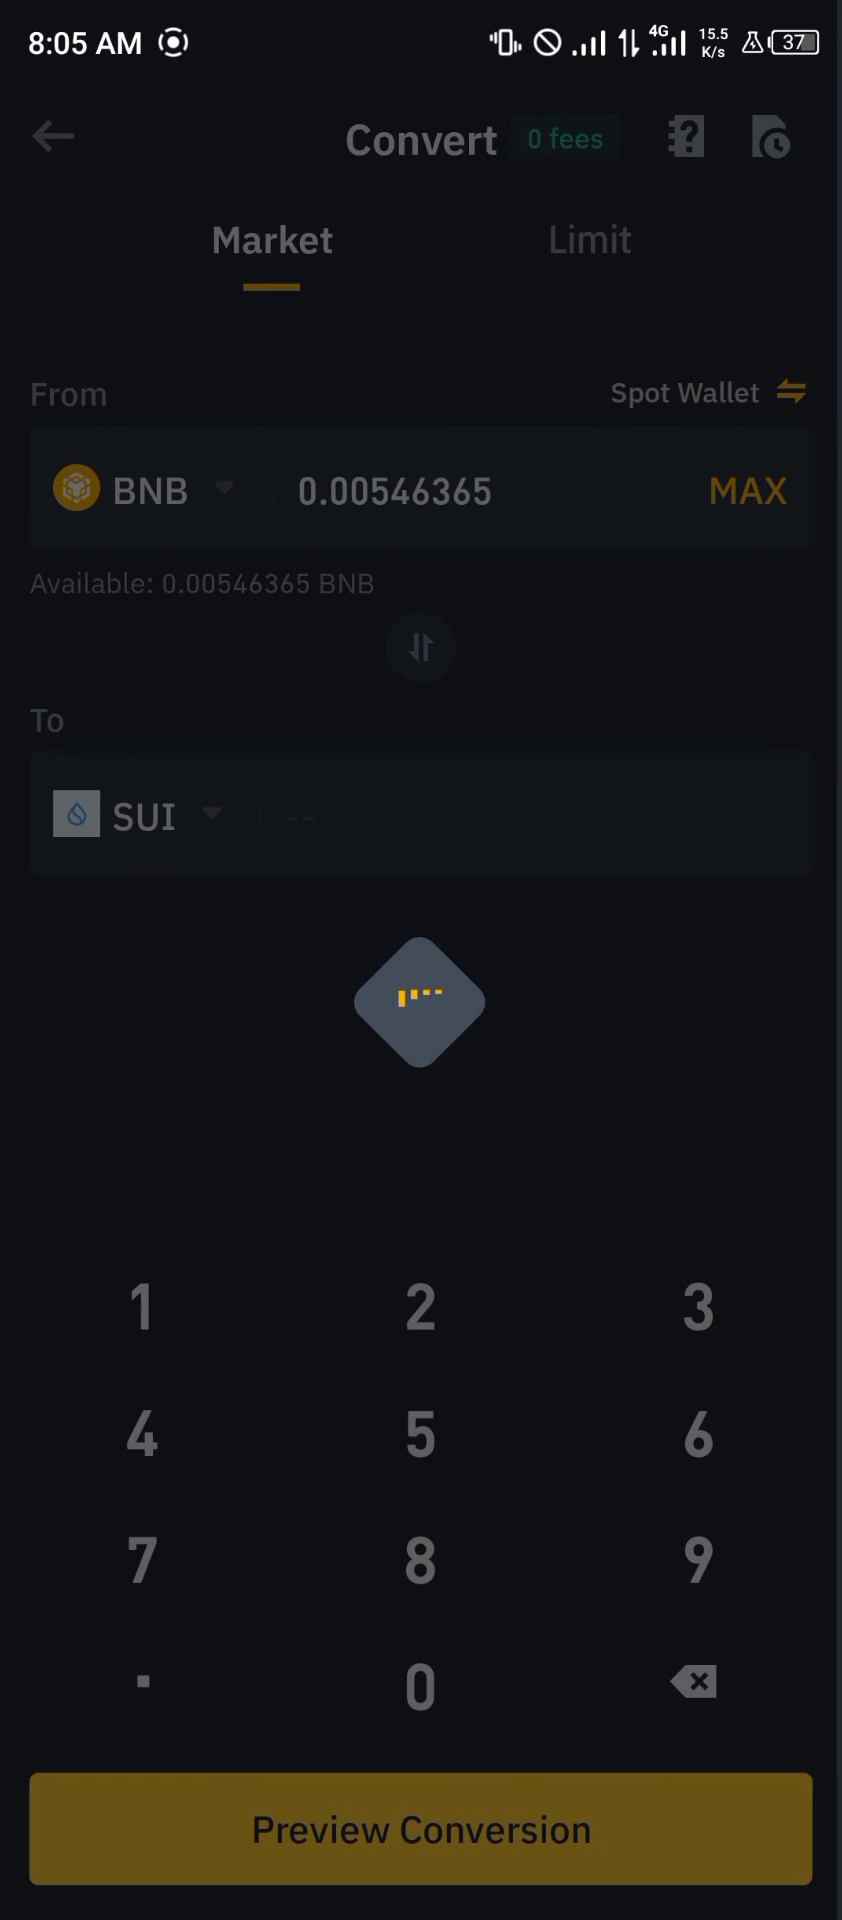 8:05 AM 4G 15.5 K/s 37
Convert 0 fees
Market Limit
From Spot Wallet
BNB 0.00546365 MAX
Available: 0.00546365 BNB
To
SUI --
1 2 3
4 5 6
7 8 9
. 0
Preview Conversion